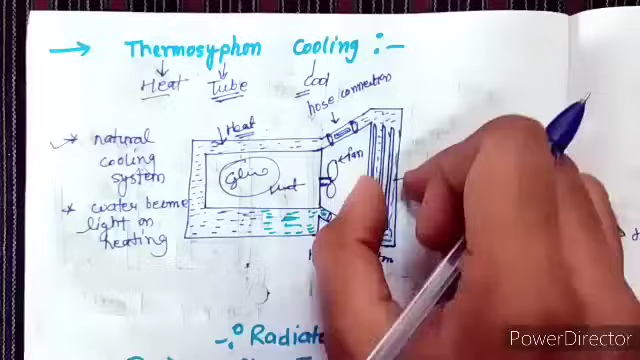 → Thermosyphon Cooling :-
Heat Tube Cool
hose connection
Heat
* natural
cooling
system
fan
hot
* water become
light on
heating
-: Radiato
PowerDirector